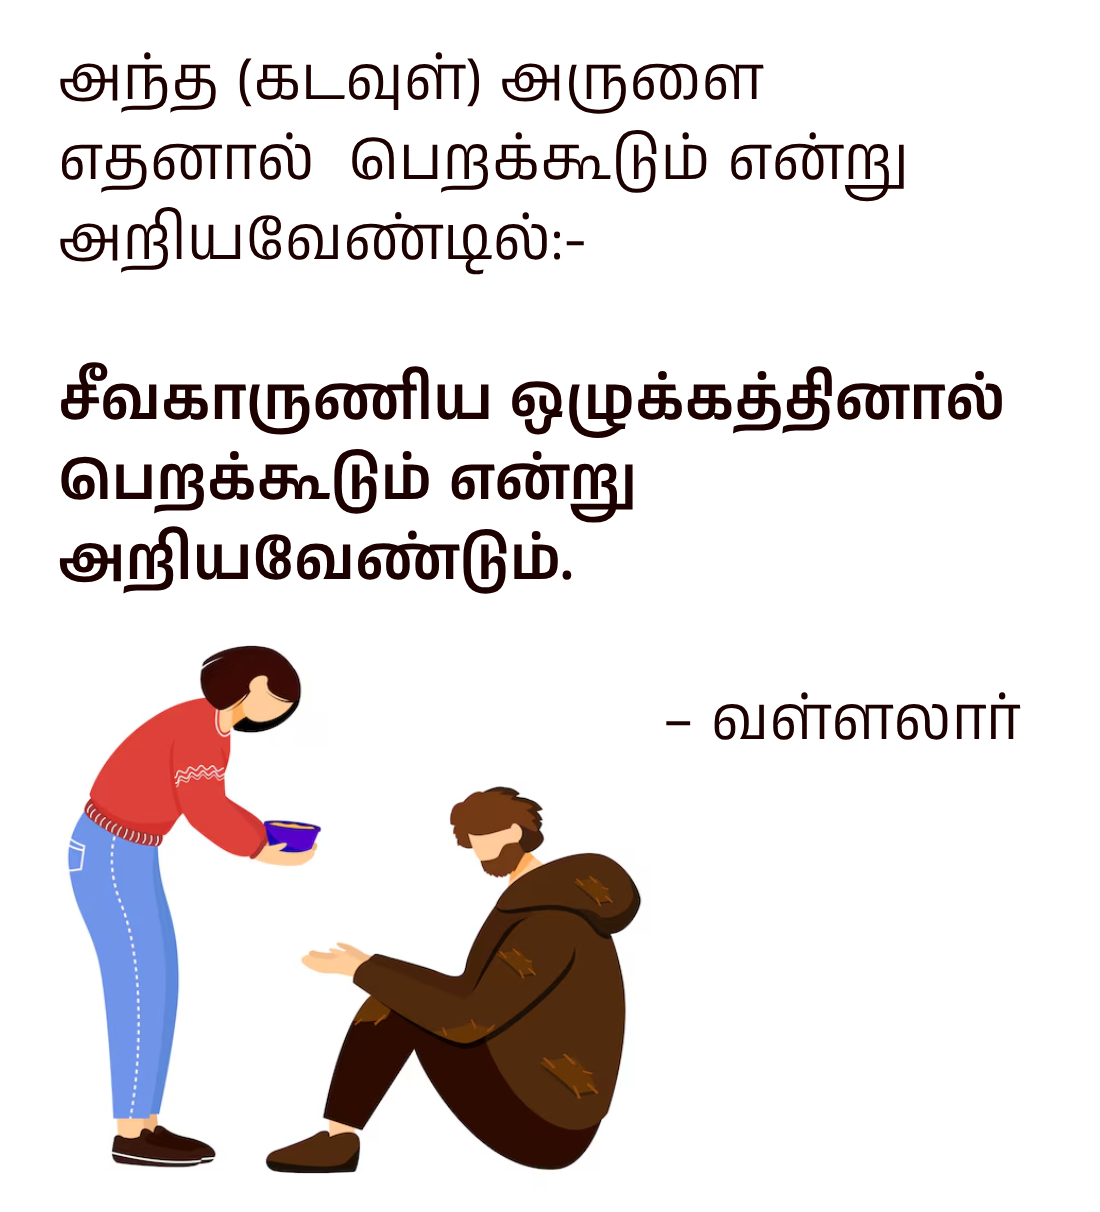 அந்த (கடவுள்) அருளை
எதனால் பெறக்கூடும் என்று
அறியவேண்டில்:-
சீவகாருணிய ஒழுக்கத்தினால்
பெறக்கூடும் என்று
அறியவேண்டும்.
– வள்ளலார்